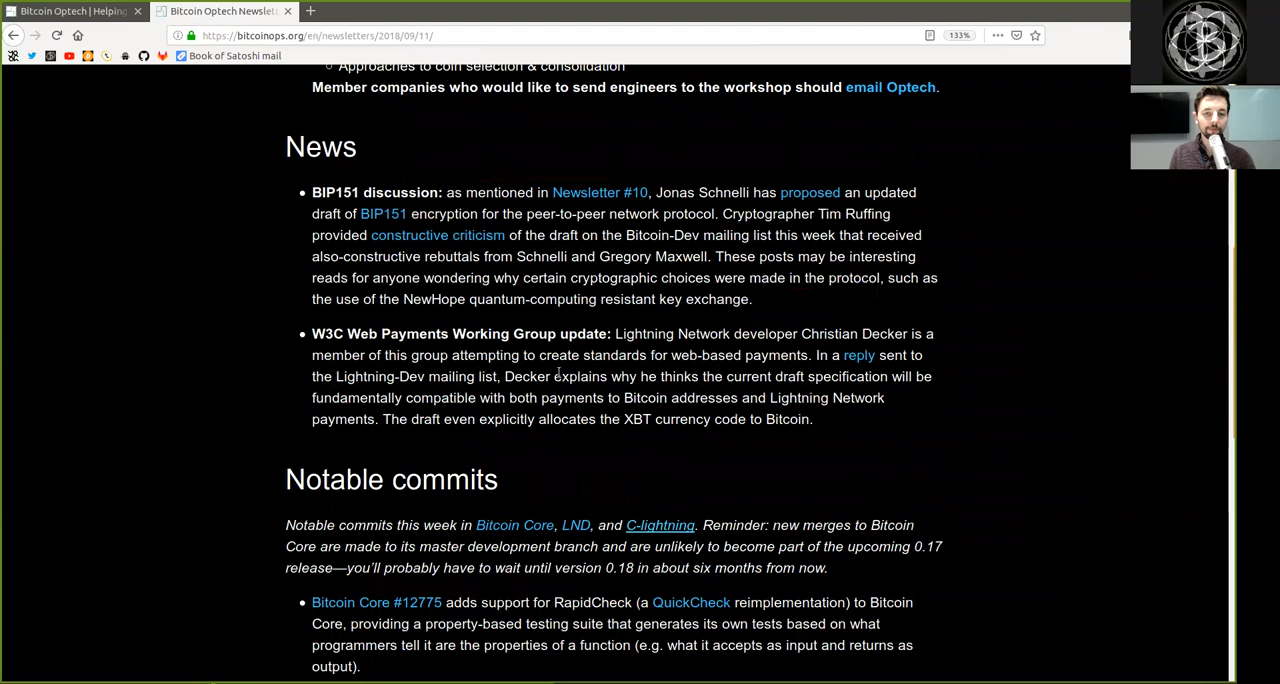 Bitcoin Optech | Helping
Bitcoin Optech Newslett
https://bitcoinops.org/en/newsletters/2018/09/11/
133%
Book of Satoshi mail
Approaches to coin selection & consolidation
Member companies who would like to send engineers to the workshop should email Optech.
News
BIP151 discussion: as mentioned in Newsletter #10, Jonas Schnelli has proposed an updated
draft of BIP151 encryption for the peer-to-peer network protocol. Cryptographer Tim Ruffing
provided constructive criticism of the draft on the Bitcoin-Dev mailing list this week that received
also-constructive rebuttals from Schnelli and Gregory Maxwell. These posts may be interesting
reads for anyone wondering why certain cryptographic choices were made in the protocol, such as
the use of the NewHope quantum-computing resistant key exchange.
W3C Web Payments Working Group update: Lightning Network developer Christian Decker is a
member of this group attempting to create standards for web-based payments. In a reply sent to
the Lightning-Dev mailing list, Decker explains why he thinks the current draft specification will be
fundamentally compatible with both payments to Bitcoin addresses and Lightning Network
payments. The draft even explicitly allocates the XBT currency code to Bitcoin.
Notable commits
Notable commits this week in Bitcoin Core, LND, and C-lightning. Reminder: new merges to Bitcoin
Core are made to its master development branch and are unlikely to become part of the upcoming 0.17
release—you’ll probably have to wait until version 0.18 in about six months from now.
Bitcoin Core #12775 adds support for RapidCheck (a QuickCheck reimplementation) to Bitcoin
Core, providing a property-based testing suite that generates its own tests based on what
programmers tell it are the properties of a function (e.g. what it accepts as input and returns as
output).